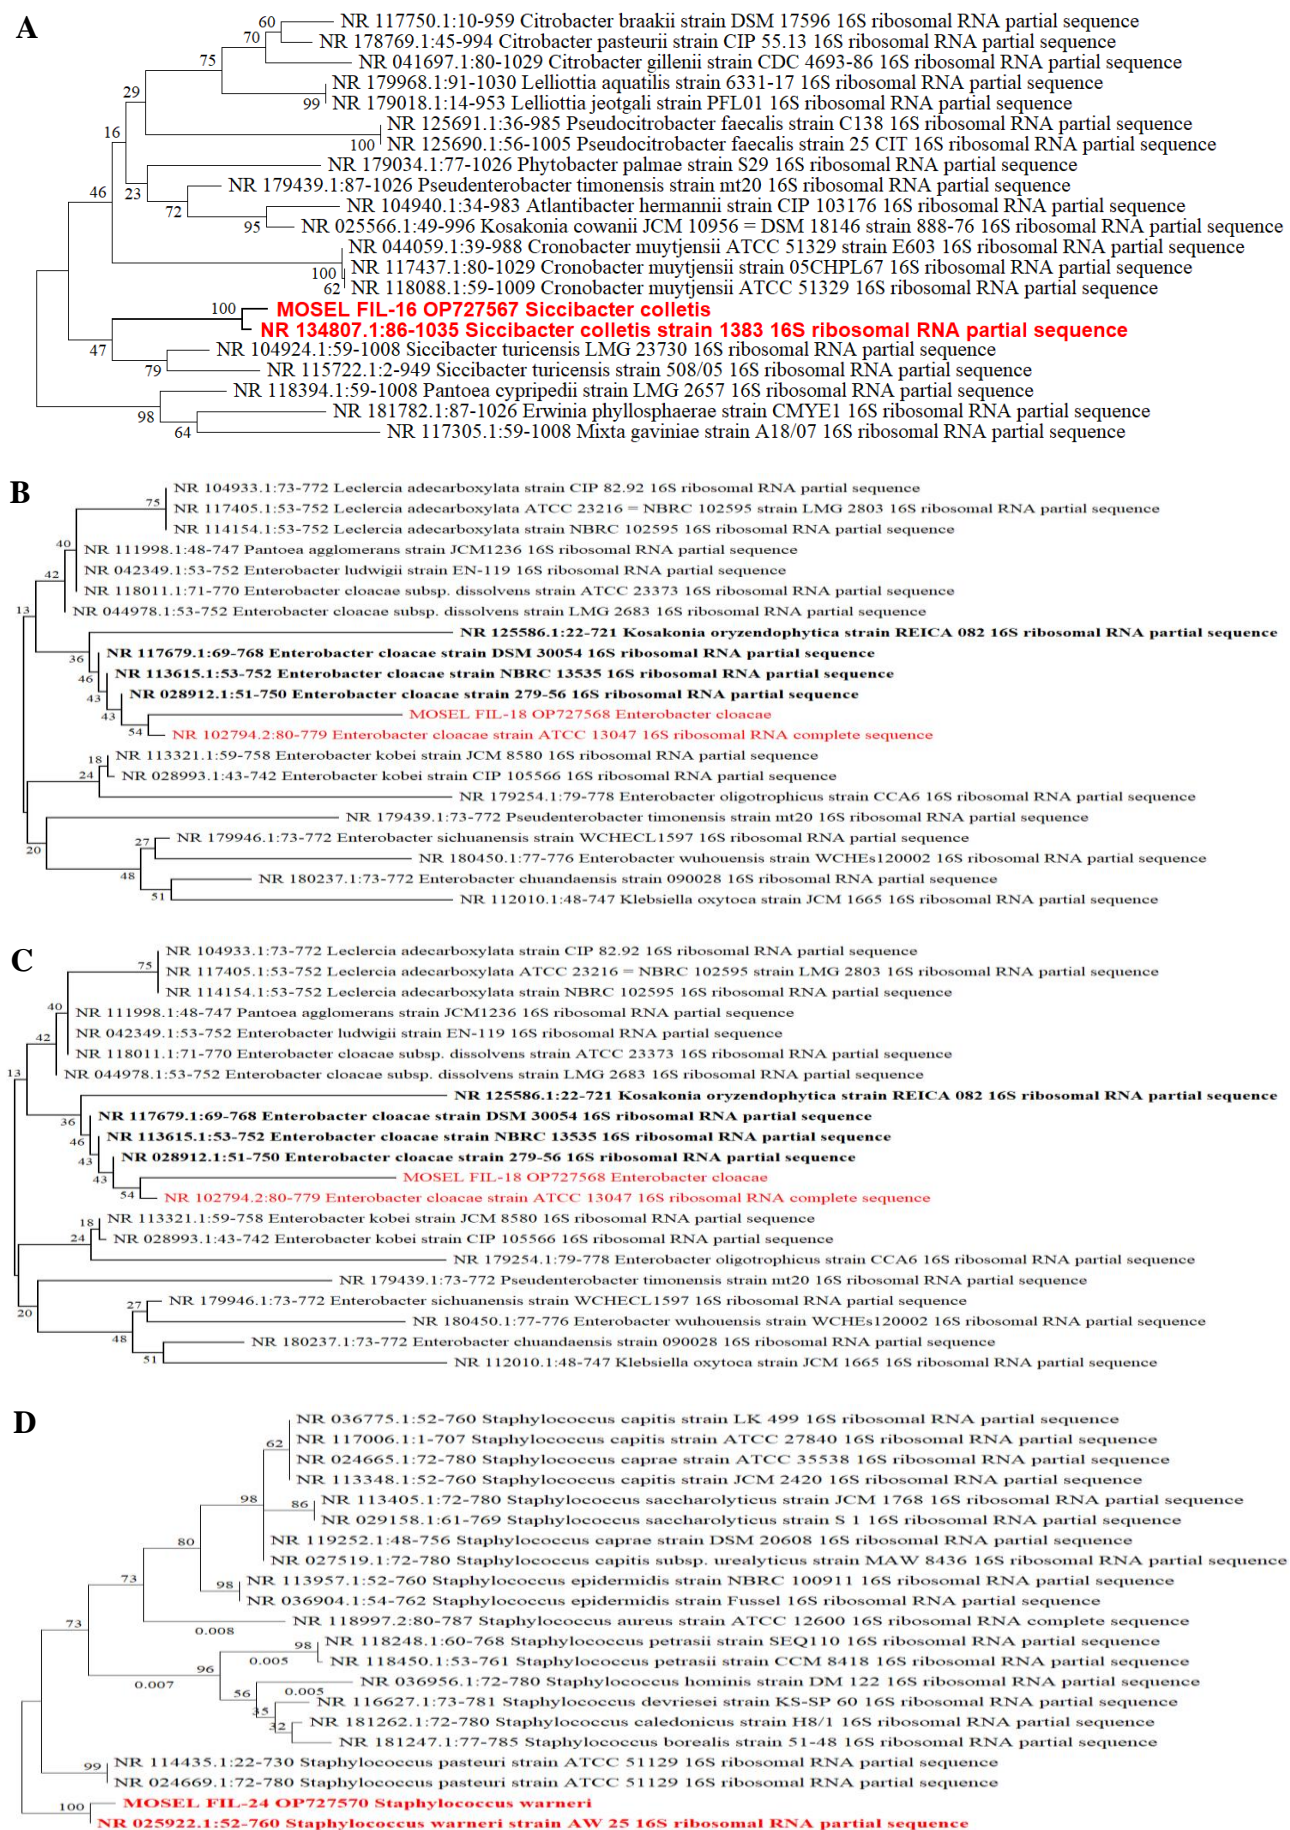 A
60
NR 117750.1:10-959 Citrobacter braakii strain DSM 17596 16S ribosomal RNA partial sequence
70
NR 178769.1:45-994 Citrobacter pasteurii strain CIP 55.13 16S ribosomal RNA partial sequence
75
NR 041697.1:80-1029 Citrobacter gillenii strain CDC 4693-86 16S ribosomal RNA partial sequence
29
NR 179968.1:91-1030 Lelliottia aquatilis strain 6331-17 16S ribosomal RNA partial sequence
99
NR 179018.1:14-953 Lelliottia jeotgali strain PFL01 16S ribosomal RNA partial sequence
16
NR 125691.1:36-985 Pseudocitrobacter faecalis strain C138 16S ribosomal RNA partial sequence
100
NR 125690.1:56-1005 Pseudocitrobacter faecalis strain 25 CIT 16S ribosomal RNA partial sequence
NR 179034.1:77-1026 Phytobacter palmae strain S29 16S ribosomal RNA partial sequence
46
23
NR 179439.1:87-1026 Pseudenterobacter timonensis strain mt20 16S ribosomal RNA partial sequence
72
NR 104940.1:34-983 Atlantibacter hermannii strain CIP 103176 16S ribosomal RNA partial sequence
95
NR 025566.1:49-996 Kosakonia cowanii JCM 10956 = DSM 18146 strain 888-76 16S ribosomal RNA partial sequence
NR 044059.1:39-988 Cronobacter muytjensii ATCC 51329 strain E603 16S ribosomal RNA partial sequence
100
NR 117437.1:80-1029 Cronobacter muytjensii strain 05CHPL67 16S ribosomal RNA partial sequence
62
NR 118088.1:59-1009 Cronobacter muytjensii ATCC 51329 16S ribosomal RNA partial sequence
100
MOSEL FIL-16 OP727567 Siccibacter colletis
NR 134807.1:86-1035 Siccibacter colletis strain 1383 16S ribosomal RNA partial sequence
47
NR 104924.1:59-1008 Siccibacter turicensis LMG 23730 16S ribosomal RNA partial sequence
79
NR 115722.1:2-949 Siccibacter turicensis strain 508/05 16S ribosomal RNA partial sequence
NR 118394.1:59-1008 Pantoea cypripedii strain LMG 2657 16S ribosomal RNA partial sequence
98
NR 181782.1:87-1026 Erwinia phyllosphaerae strain CMYE1 16S ribosomal RNA partial sequence
64
NR 117305.1:59-1008 Mixta gaviniae strain A18/07 16S ribosomal RNA partial sequence
B
NR 104933.1:73-772 Leclercia adecarboxylata strain CIP 82.92 16S ribosomal RNA partial sequence
75
NR 117405.1:53-752 Leclercia adecarboxylata ATCC 23216 = NBRC 102595 strain LMG 2803 16S ribosomal RNA partial sequence
NR 114154.1:53-752 Leclercia adecarboxylata strain NBRC 102595 16S ribosomal RNA partial sequence
40
NR 111998.1:48-747 Pantoea agglomerans strain JCM1236 16S ribosomal RNA partial sequence
42
NR 042349.1:53-752 Enterobacter ludwigii strain EN-119 16S ribosomal RNA partial sequence
NR 118011.1:71-770 Enterobacter cloacae subsp. dissolvens strain ATCC 23373 16S ribosomal RNA partial sequence
13
NR 044978.1:53-752 Enterobacter cloacae subsp. dissolvens strain LMG 2683 16S ribosomal RNA partial sequence
NR 125586.1:22-721 Kosakonia oryzendophytica strain REICA 082 16S ribosomal RNA partial sequence
36
NR 117679.1:69-768 Enterobacter cloacae strain DSM 30054 16S ribosomal RNA partial sequence
46
NR 113615.1:53-752 Enterobacter cloacae strain NBRC 13535 16S ribosomal RNA partial sequence
43
NR 028912.1:51-750 Enterobacter cloacae strain 279-56 16S ribosomal RNA partial sequence
43
MOSEL FIL-18 OP727568 Enterobacter cloacae
54
NR 102794.2:80-779 Enterobacter cloacae strain ATCC 13047 16S ribosomal RNA complete sequence
18
NR 113321.1:59-758 Enterobacter kobei strain JCM 8580 16S ribosomal RNA partial sequence
24
NR 028993.1:43-742 Enterobacter kobei strain CIP 105566 16S ribosomal RNA partial sequence
NR 179254.1:79-778 Enterobacter oligotrophicus strain CCA6 16S ribosomal RNA partial sequence
NR 179439.1:73-772 Pseudenterobacter timonensis strain mt20 16S ribosomal RNA partial sequence
20
27
NR 179946.1:73-772 Enterobacter sichuanensis strain WCHECL1597 16S ribosomal RNA partial sequence
NR 180450.1:77-776 Enterobacter wuhouensis strain WCHEs120002 16S ribosomal RNA partial sequence
48
NR 180237.1:73-772 Enterobacter chuandaensis strain 090028 16S ribosomal RNA partial sequence
51
NR 112010.1:48-747 Klebsiella oxytoca strain JCM 1665 16S ribosomal RNA partial sequence
C
NR 104933.1:73-772 Leclercia adecarboxylata strain CIP 82.92 16S ribosomal RNA partial sequence
75
NR 117405.1:53-752 Leclercia adecarboxylata ATCC 23216 = NBRC 102595 strain LMG 2803 16S ribosomal RNA partial sequence
NR 114154.1:53-752 Leclercia adecarboxylata strain NBRC 102595 16S ribosomal RNA partial sequence
40
NR 111998.1:48-747 Pantoea agglomerans strain JCM1236 16S ribosomal RNA partial sequence
42
NR 042349.1:53-752 Enterobacter ludwigii strain EN-119 16S ribosomal RNA partial sequence
NR 118011.1:71-770 Enterobacter cloacae subsp. dissolvens strain ATCC 23373 16S ribosomal RNA partial sequence
13
NR 044978.1:53-752 Enterobacter cloacae subsp. dissolvens strain LMG 2683 16S ribosomal RNA partial sequence
NR 125586.1:22-721 Kosakonia oryzendophytica strain REICA 082 16S ribosomal RNA partial sequence
36
NR 117679.1:69-768 Enterobacter cloacae strain DSM 30054 16S ribosomal RNA partial sequence
46
NR 113615.1:53-752 Enterobacter cloacae strain NBRC 13535 16S ribosomal RNA partial sequence
43
NR 028912.1:51-750 Enterobacter cloacae strain 279-56 16S ribosomal RNA partial sequence
43
MOSEL FIL-18 OP727568 Enterobacter cloacae
54
NR 102794.2:80-779 Enterobacter cloacae strain ATCC 13047 16S ribosomal RNA complete sequence
18
NR 113321.1:59-758 Enterobacter kobei strain JCM 8580 16S ribosomal RNA partial sequence
24
NR 028993.1:43-742 Enterobacter kobei strain CIP 105566 16S ribosomal RNA partial sequence
NR 179254.1:79-778 Enterobacter oligotrophicus strain CCA6 16S ribosomal RNA partial sequence
NR 179439.1:73-772 Pseudenterobacter timonensis strain mt20 16S ribosomal RNA partial sequence
20
27
NR 179946.1:73-772 Enterobacter sichuanensis strain WCHECL1597 16S ribosomal RNA partial sequence
NR 180450.1:77-776 Enterobacter wuhouensis strain WCHEs120002 16S ribosomal RNA partial sequence
48
NR 180237.1:73-772 Enterobacter chuandaensis strain 090028 16S ribosomal RNA partial sequence
51
NR 112010.1:48-747 Klebsiella oxytoca strain JCM 1665 16S ribosomal RNA partial sequence
D
NR 036775.1:52-760 Staphylococcus capitis strain LK 499 16S ribosomal RNA partial sequence
62
NR 117006.1:1-707 Staphylococcus capitis strain ATCC 27840 16S ribosomal RNA partial sequence
NR 024665.1:72-780 Staphylococcus caprae strain ATCC 35538 16S ribosomal RNA partial sequence
NR 113348.1:52-760 Staphylococcus capitis strain JCM 2420 16S ribosomal RNA partial sequence
98
86
NR 113405.1:72-780 Staphylococcus saccharolyticus strain JCM 1768 16S ribosomal RNA partial sequence
NR 029158.1:61-769 Staphylococcus saccharolyticus strain S 1 16S ribosomal RNA partial sequence
80
NR 119252.1:48-756 Staphylococcus caprae strain DSM 20608 16S ribosomal RNA partial sequence
NR 027519.1:72-780 Staphylococcus capitis subsp. urealyticus strain MAW 8436 16S ribosomal RNA partial sequence
73
98
NR 113957.1:52-760 Staphylococcus epidermidis strain NBRC 100911 16S ribosomal RNA partial sequence
NR 036904.1:54-762 Staphylococcus epidermidis strain Fussel 16S ribosomal RNA partial sequence
73
NR 118997.2:80-787 Staphylococcus aureus strain ATCC 12600 16S ribosomal RNA complete sequence
0.008
98
NR 118248.1:60-768 Staphylococcus petrasii strain SEQ110 16S ribosomal RNA partial sequence
0.005
NR 118450.1:53-761 Staphylococcus petrasii strain CCM 8418 16S ribosomal RNA partial sequence
96
0.007
NR 036956.1:72-780 Staphylococcus hominis strain DM 122 16S ribosomal RNA partial sequence
56
0.005
NR 116627.1:73-781 Staphylococcus devriesei strain KS-SP 60 16S ribosomal RNA partial sequence
35
NR 181262.1:72-780 Staphylococcus caledonicus strain H8/1 16S ribosomal RNA partial sequence
32
NR 181247.1:77-785 Staphylococcus borealis strain 51-48 16S ribosomal RNA partial sequence
99
NR 114435.1:22-730 Staphylococcus pasteuri strain ATCC 51129 16S ribosomal RNA partial sequence
NR 024669.1:72-780 Staphylococcus pasteuri strain ATCC 51129 16S ribosomal RNA partial sequence
100
MOSEL FIL-24 OP727570 Staphylococcus warneri
NR 025922.1:52-760 Staphylococcus warneri strain AW 25 16S ribosomal RNA partial sequence